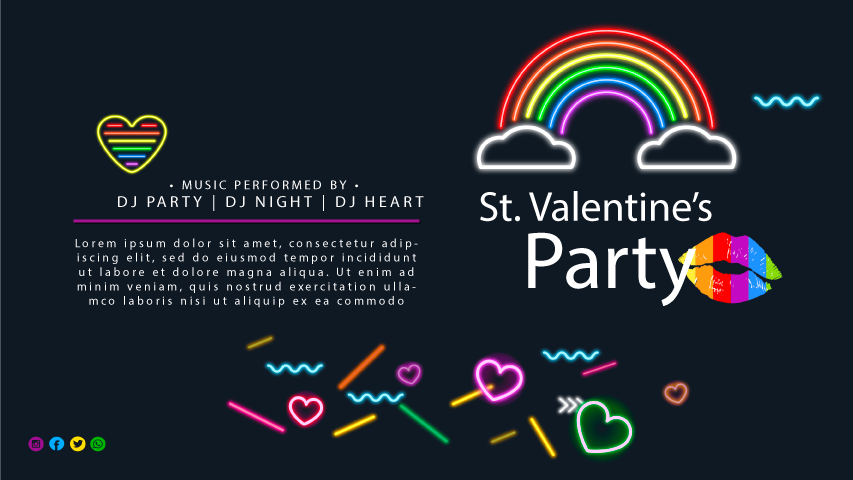 • MUSIC PERFORMED BY •
DJ PARTY | DJ NIGHT | DJ HEART
Lorem ipsum dolor sit amet, consectetur adip-
iscing elit, sed do eiusmod tempor incididunt
ut labore et dolore magna aliqua. Ut enim ad
minim veniam, quis nostrud exercitation ulla-
mco laboris nisi ut aliquip ex ea commodo
St. Valentine’s
Party